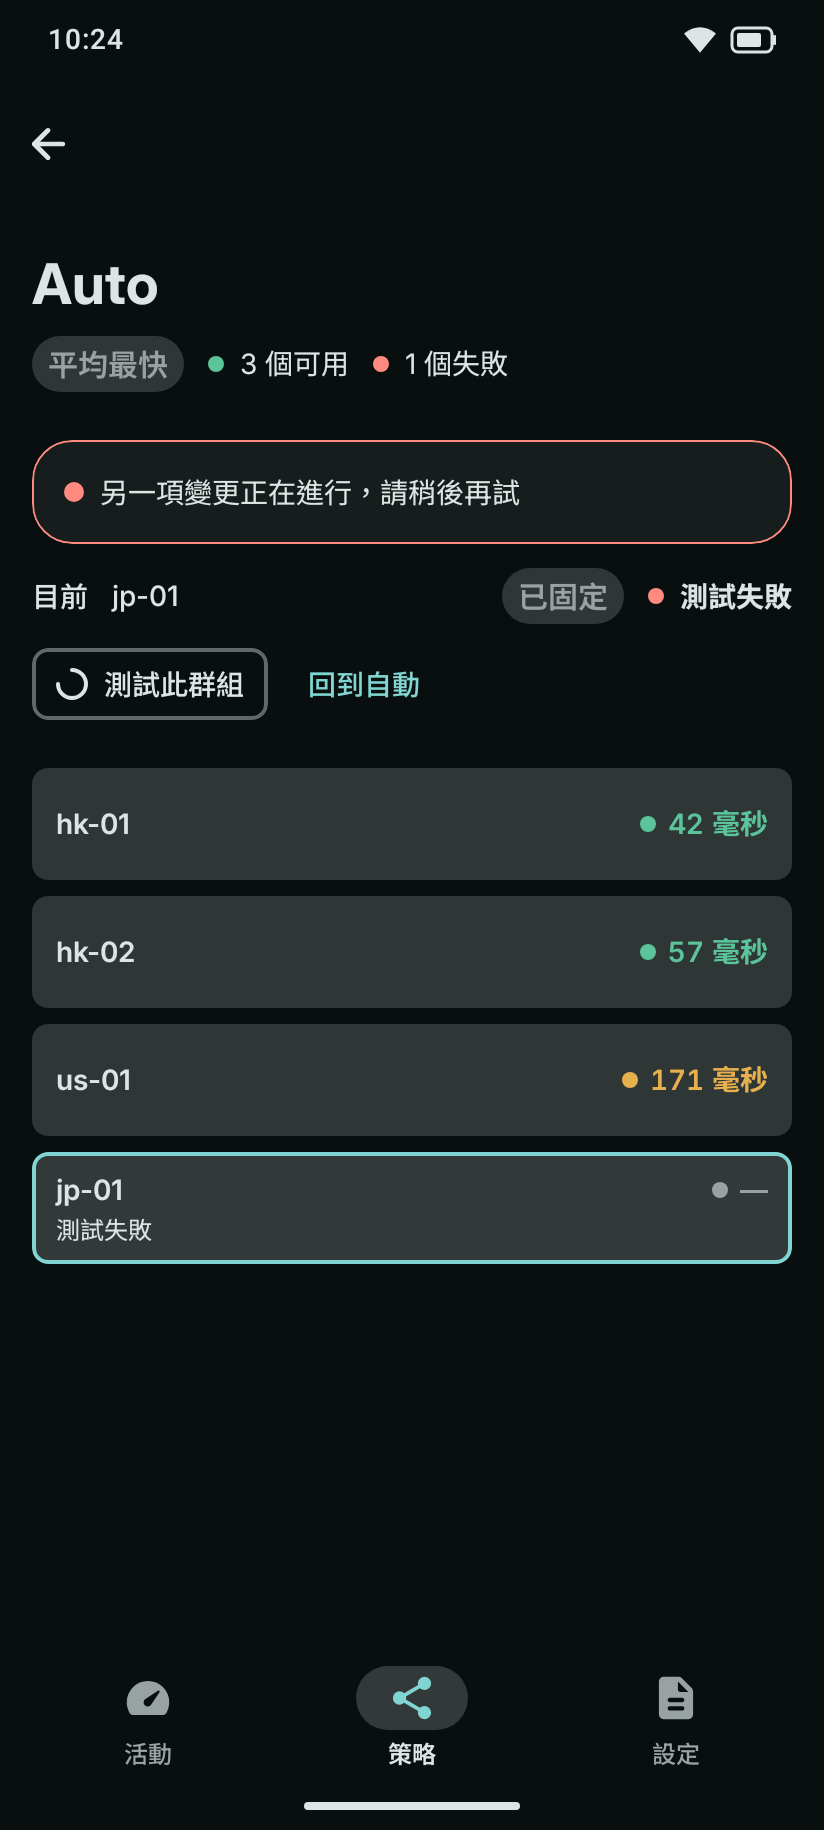 10:24
Auto
平均最快 3 個可用 1 個失敗
另一項變更正在進行，請稍後再試
目前 jp-01 已固定 測試失敗
測試此群組 回到自動
hk-01 42 毫秒
hk-02 57 毫秒
us-01 171 毫秒
jp-01 —
測試失敗
活動 策略 設定